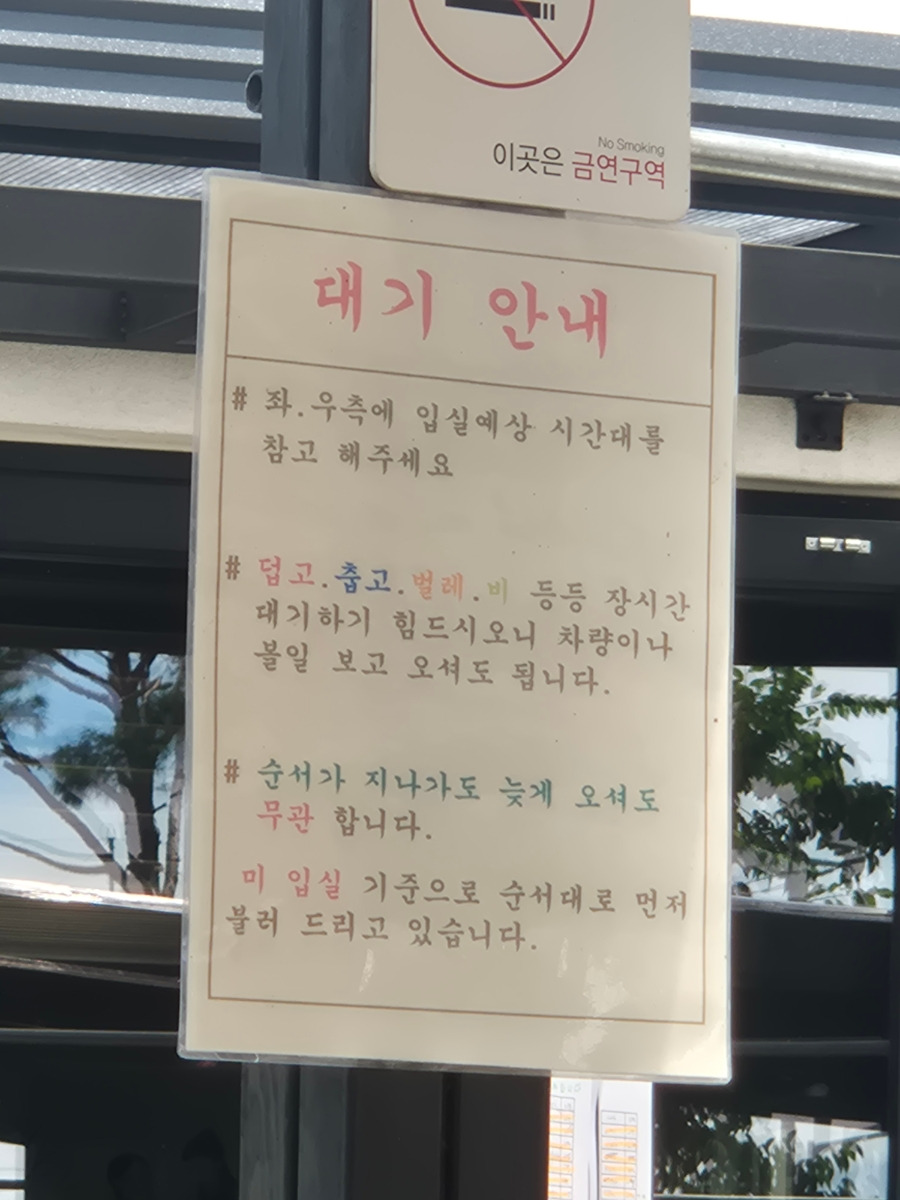 No Smoking
이곳은 금연구역
대기 안내
# 좌.우측에 입실예상 시간대를
참고 해주세요
# 덥고.춥고.벌레.비 등등 장시간
대기하기 힘드시오니 차량이나
볼일 보고 오셔도 됩니다.
# 순서가 지나가도 늦게 오셔도
무관 합니다.
미 입실 기준으로 순서대로 먼저
불러 드리고 있습니다.